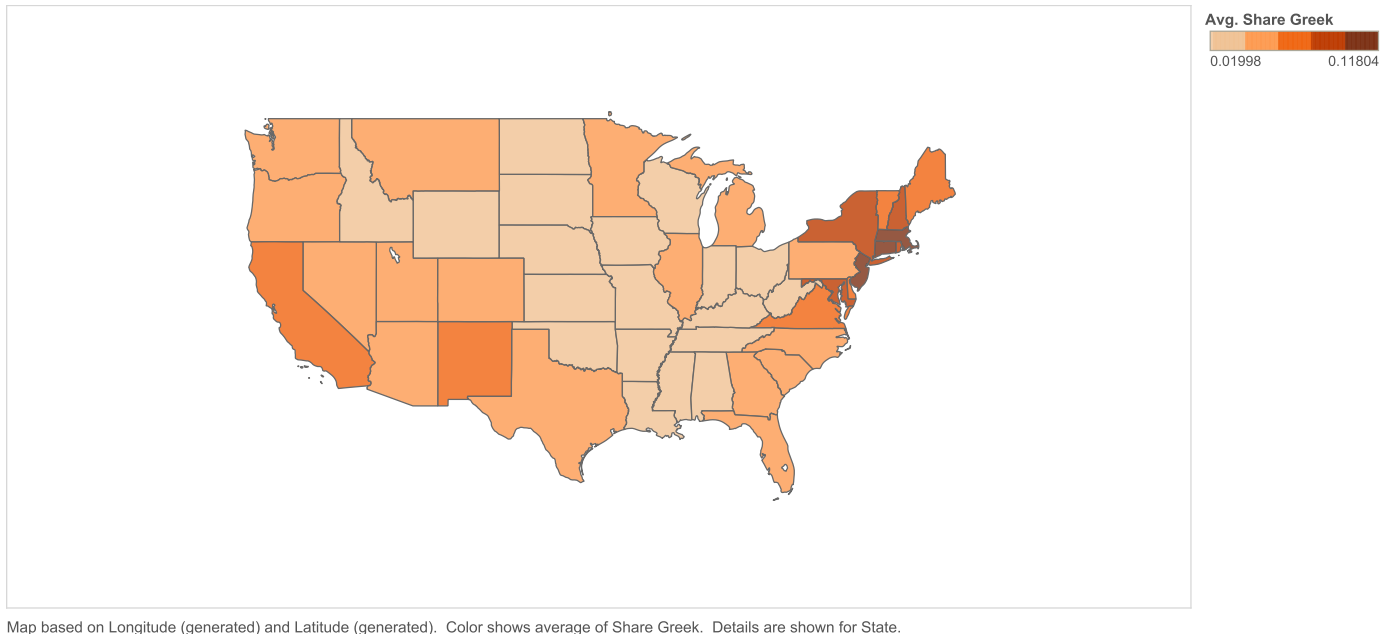 Avg. Share Greek
0.01998 0.11804
Map based on Longitude (generated) and Latitude (generated).  Color shows average of Share Greek.  Details are shown for State.